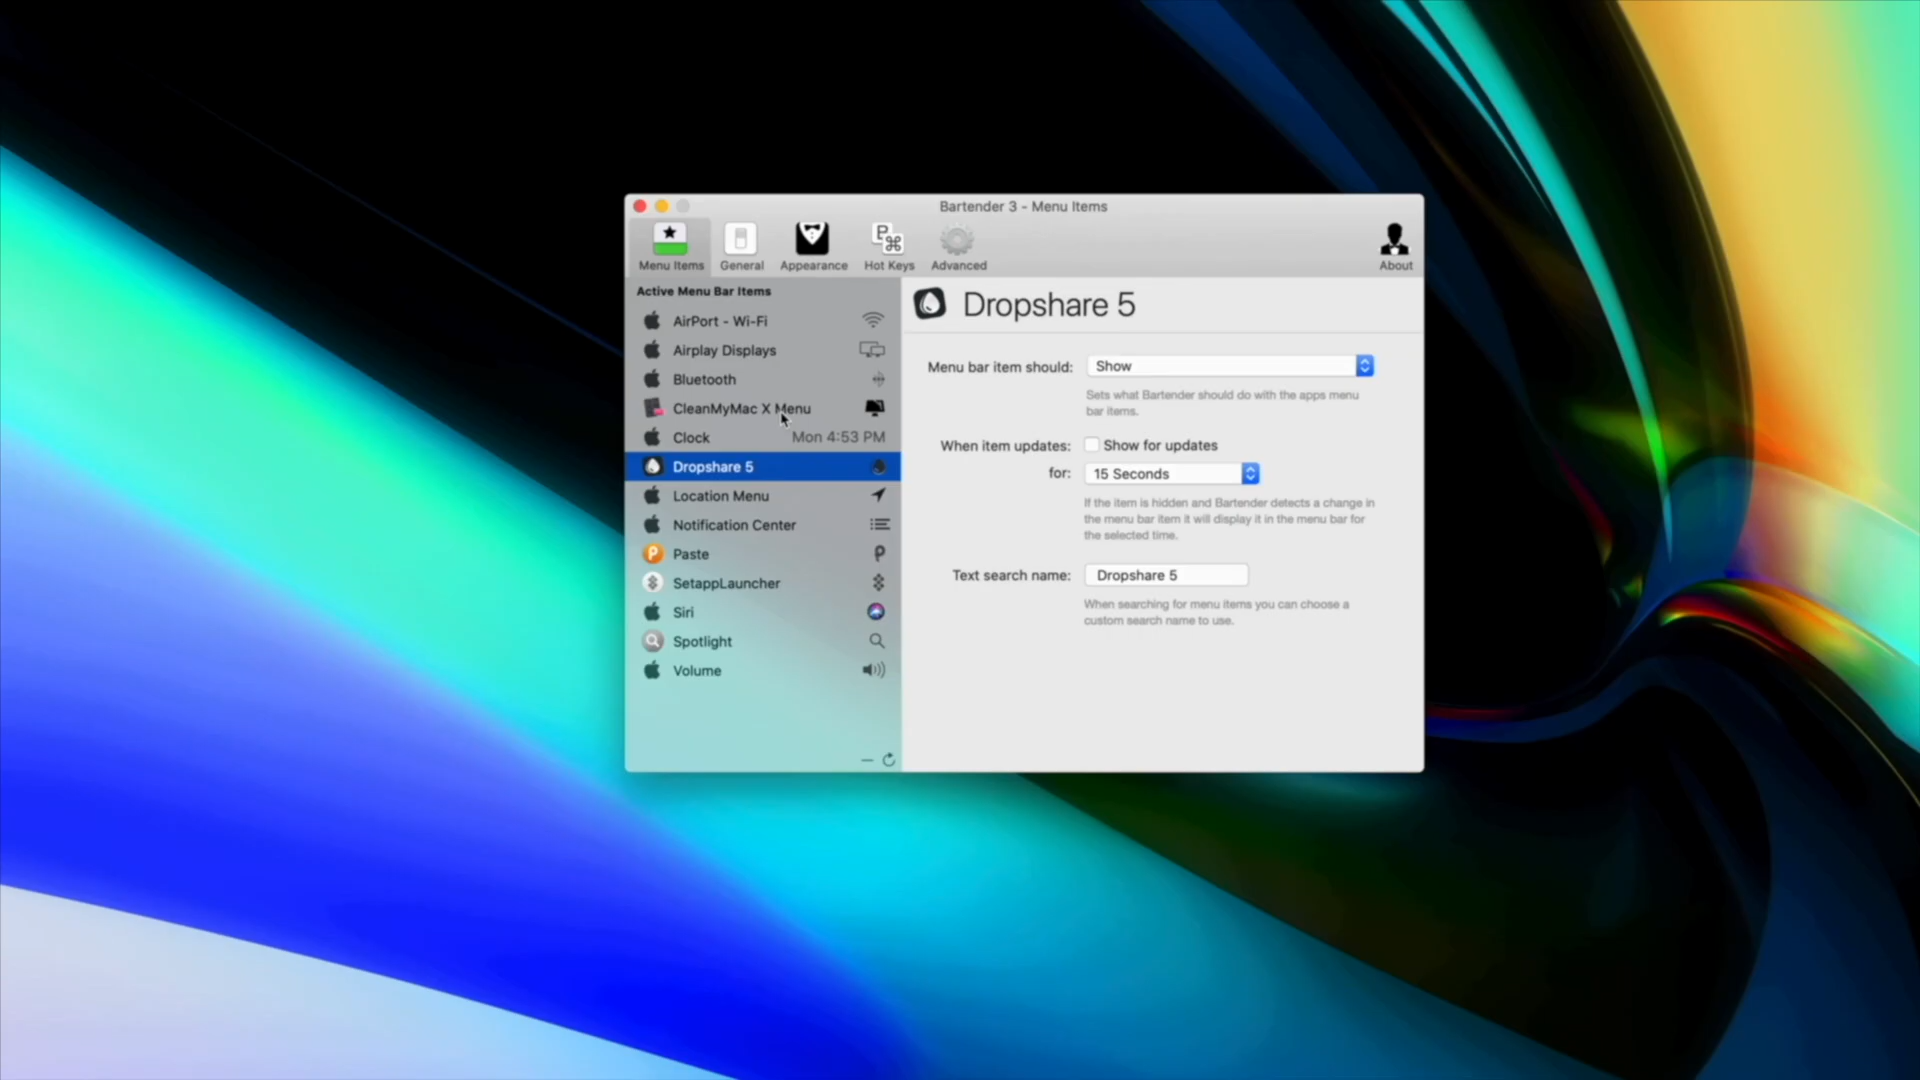 Bartender 3 - Menu Items
Menu Items
General
Appearance
Hot Keys
Advanced
About
Active Menu Bar Items
AirPort - Wi-Fi
Airplay Displays
Bluetooth
CleanMyMac X Menu
Clock Mon 4:53 PM
Dropshare 5
Location Menu
Notification Center
Paste
SetappLauncher
Siri
Spotlight
Volume
Dropshare 5
Menu bar item should: Show
Sets what Bartender should do with the apps menu
bar items.
When item updates: Show for updates
for: 15 Seconds
If the item is hidden and Bartender detects a change in
the menu bar item it will display it in the menu bar for
the selected time.
Text search name: Dropshare 5
When searching for menu items you can choose a
custom search name to use.